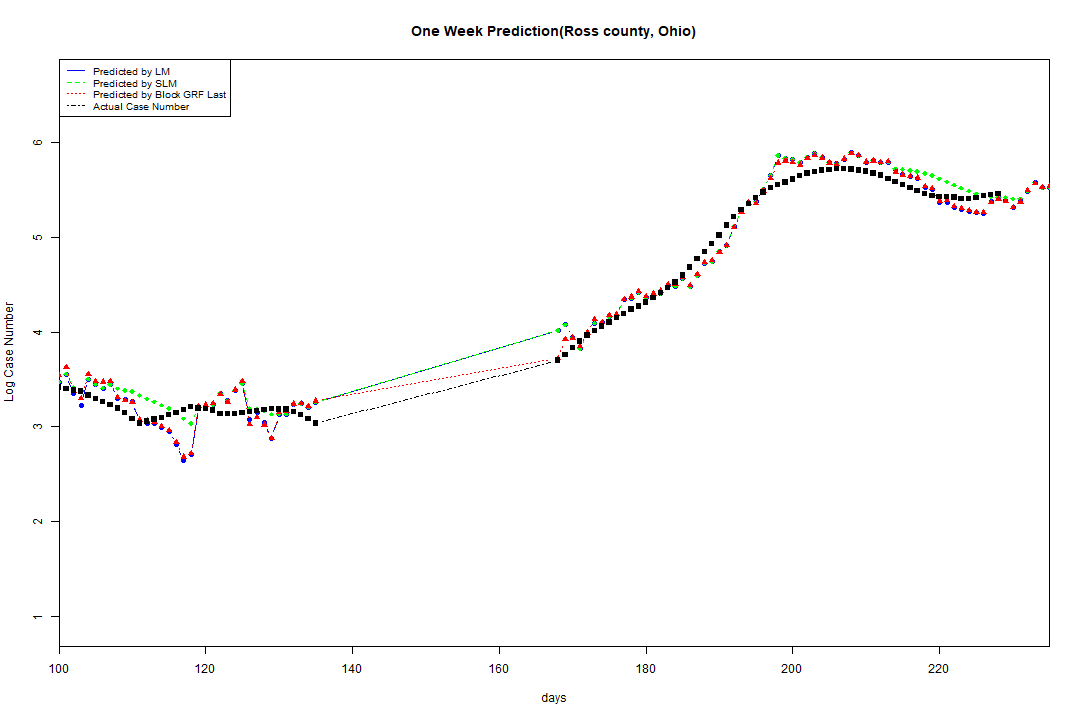 One Week Prediction(Ross county, Ohio)
Predicted by LM
Predicted by SLM
Predicted by Block GRF Last
Actual Case Number
6
5
4
3
2
1
Log Case Number
100 120 140 160 180 200 220
days